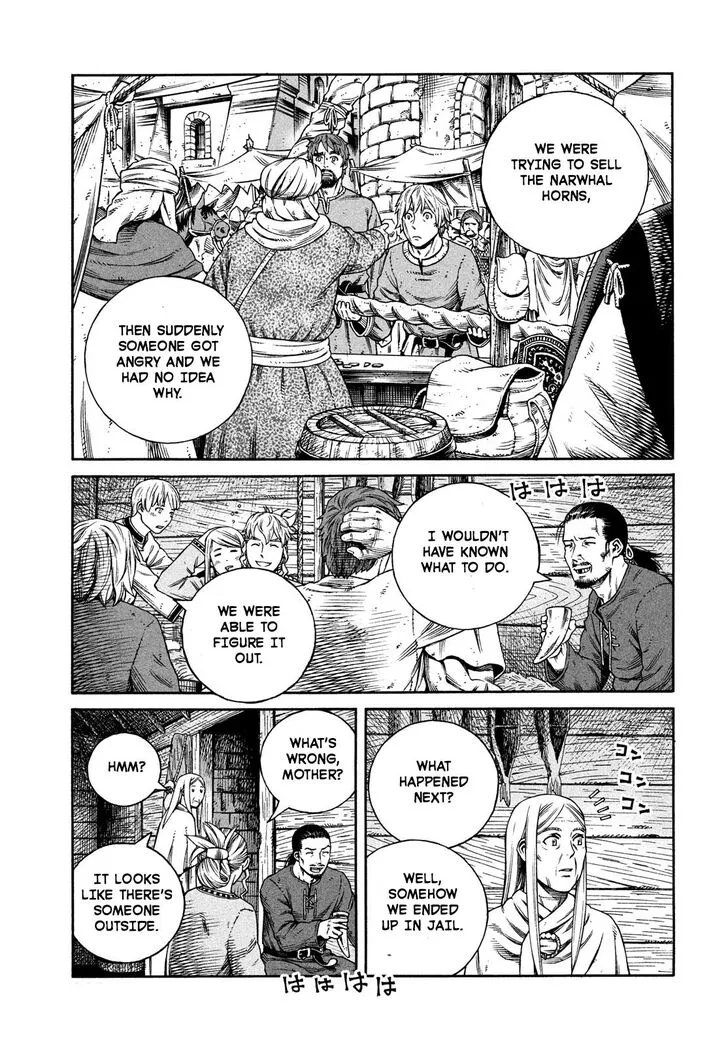 WE WERE
TRYING TO SELL
THE NARWHAL
HORNS,
THEN SUDDENLY
SOMEONE GOT
ANGRY AND WE
HAD NO IDEA
WHY.
は は は
I WOULDN'T
HAVE KNOWN
WHAT TO DO.
WE WERE
ABLE TO
FIGURE IT
OUT.
コン
コン
コン
WHAT
HAPPENED
NEXT?
WELL,
SOMEHOW
WE ENDED
UP IN JAIL.
WHAT'S
WRONG,
MOTHER?
HMM?
IT LOOKS
LIKE THERE'S
SOMEONE
OUTSIDE.
は は は は